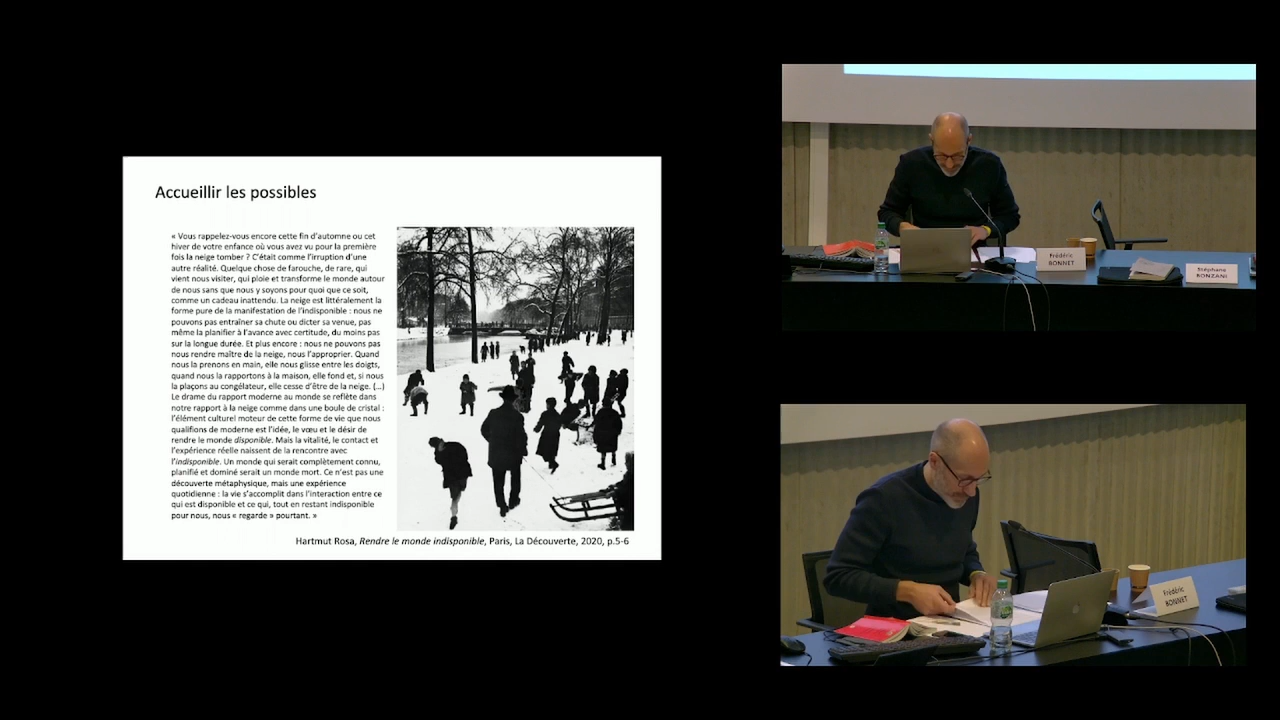 Accueillir les possibles
« Vous rappelez-vous encore cette fin d'automne ou cet
hiver de votre enfance où vous avez vu pour la première
fois la neige tomber ? C'était comme l'irruption d'une
autre réalité. Quelque chose de farouche, de rare, qui
vient nous visiter, qui ploie et transforme le monde autour
de nous sans que nous y soyons pour quoi que ce soit,
comme un cadeau inattendu. La neige est littéralement la
forme pure de la manifestation de l'indisponible : nous ne
pouvons pas entraîner sa chute ou dicter sa venue, pas
même la planifier à l'avance avec certitude, du moins pas
sur la longue durée. Et plus encore : nous ne pouvons pas
nous rendre maître de la neige, nous l'approprier. Quand
nous la prenons en main, elle nous glisse entre les doigts,
quand nous la rapportons à la maison, elle fond et, si nous
la plaçons au congélateur, elle cesse d'être de la neige. (...)
Le drame du rapport moderne au monde se reflète dans
notre rapport à la neige comme dans une boule de cristal :
l'élément culturel moteur de cette forme de vie que nous
qualifions de moderne est l'idée, le vœu et le désir de
rendre le monde disponible. Mais la vitalité, le contact et
l'expérience réelle naissent de la rencontre avec
l'indisponible. Un monde qui serait complètement connu,
planifié et dominé serait un monde mort. Ce n'est pas une
découverte métaphysique, mais une expérience
quotidienne : la vie s'accomplit dans l'interaction entre ce
qui est disponible et ce qui, tout en restant indisponible
pour nous, nous « regarde » pourtant. »
Hartmut Rosa, Rendre le monde indisponible, Paris, La Découverte, 2020, p.5-6
Frédéric
BONNET
Stéphane
BONZANI
Frédéric
BONNET